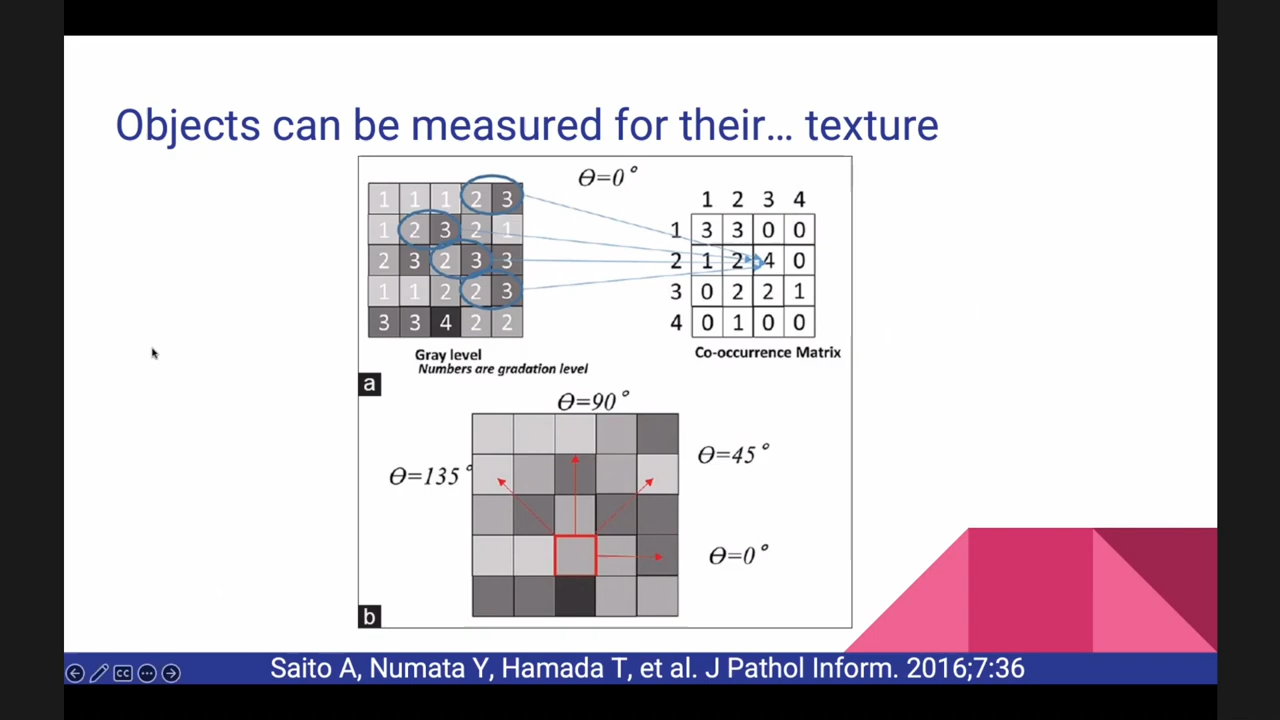 Objects can be measured for their... texture
Ɵ=0°
1 1 1 2 3
1 2 3 2 1
2 3 2 3 3
1 1 2 2 3
3 3 4 2 2
1 2 3 4
1 3 3 0 0
2 1 2 4 0
3 0 2 2 1
4 0 1 0 0
Gray level
Numbers are gradation level
Co-occurrence Matrix
a
Ɵ=90°
Ɵ=135°
Ɵ=45°
Ɵ=0°
b
CC
Saito A, Numata Y, Hamada T, et al. J Pathol Inform. 2016;7:36